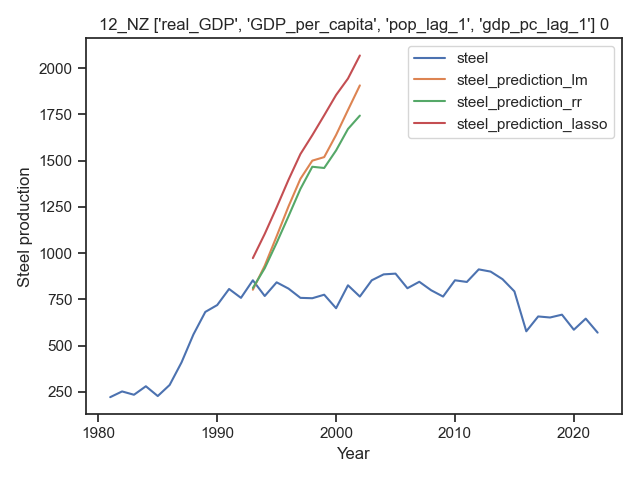 12_NZ ['real_GDP', 'GDP_per_capita', 'pop_lag_1', 'gdp_pc_lag_1'] 0
steel
steel_prediction_lm
steel_prediction_rr
steel_prediction_lasso
Steel production
2000
1750
1500
1250
1000
750
500
250
1980
1990
2000
2010
2020
Year